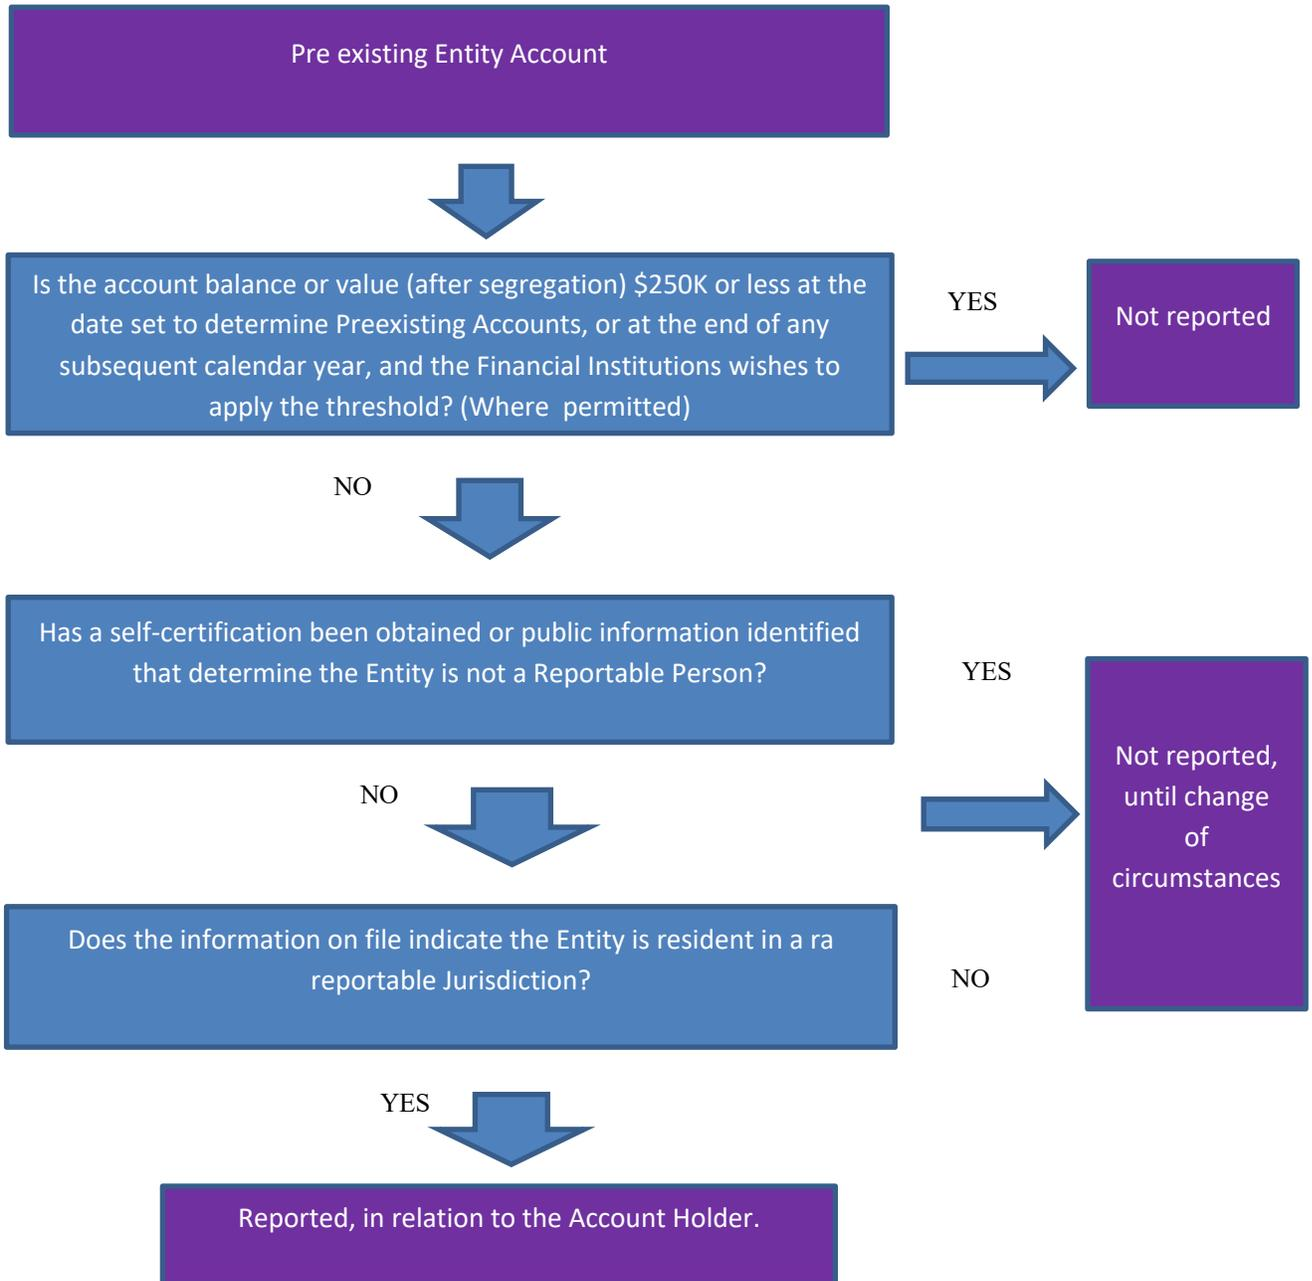 Pre existing Entity Account
Is the account balance or value (after segregation) $250K or less at the
date set to determine Preexisting Accounts, or at the end of any
subsequent calendar year, and the Financial Institutions wishes to
apply the threshold? (Where permitted)
YES
Not reported
NO
Has a self-certification been obtained or public information identified
that determine the Entity is not a Reportable Person?
YES
Not reported,
until change
of
circumstances
NO
Does the information on file indicate the Entity is resident in a ra
reportable Jurisdiction?
NO
YES
Reported, in relation to the Account Holder.